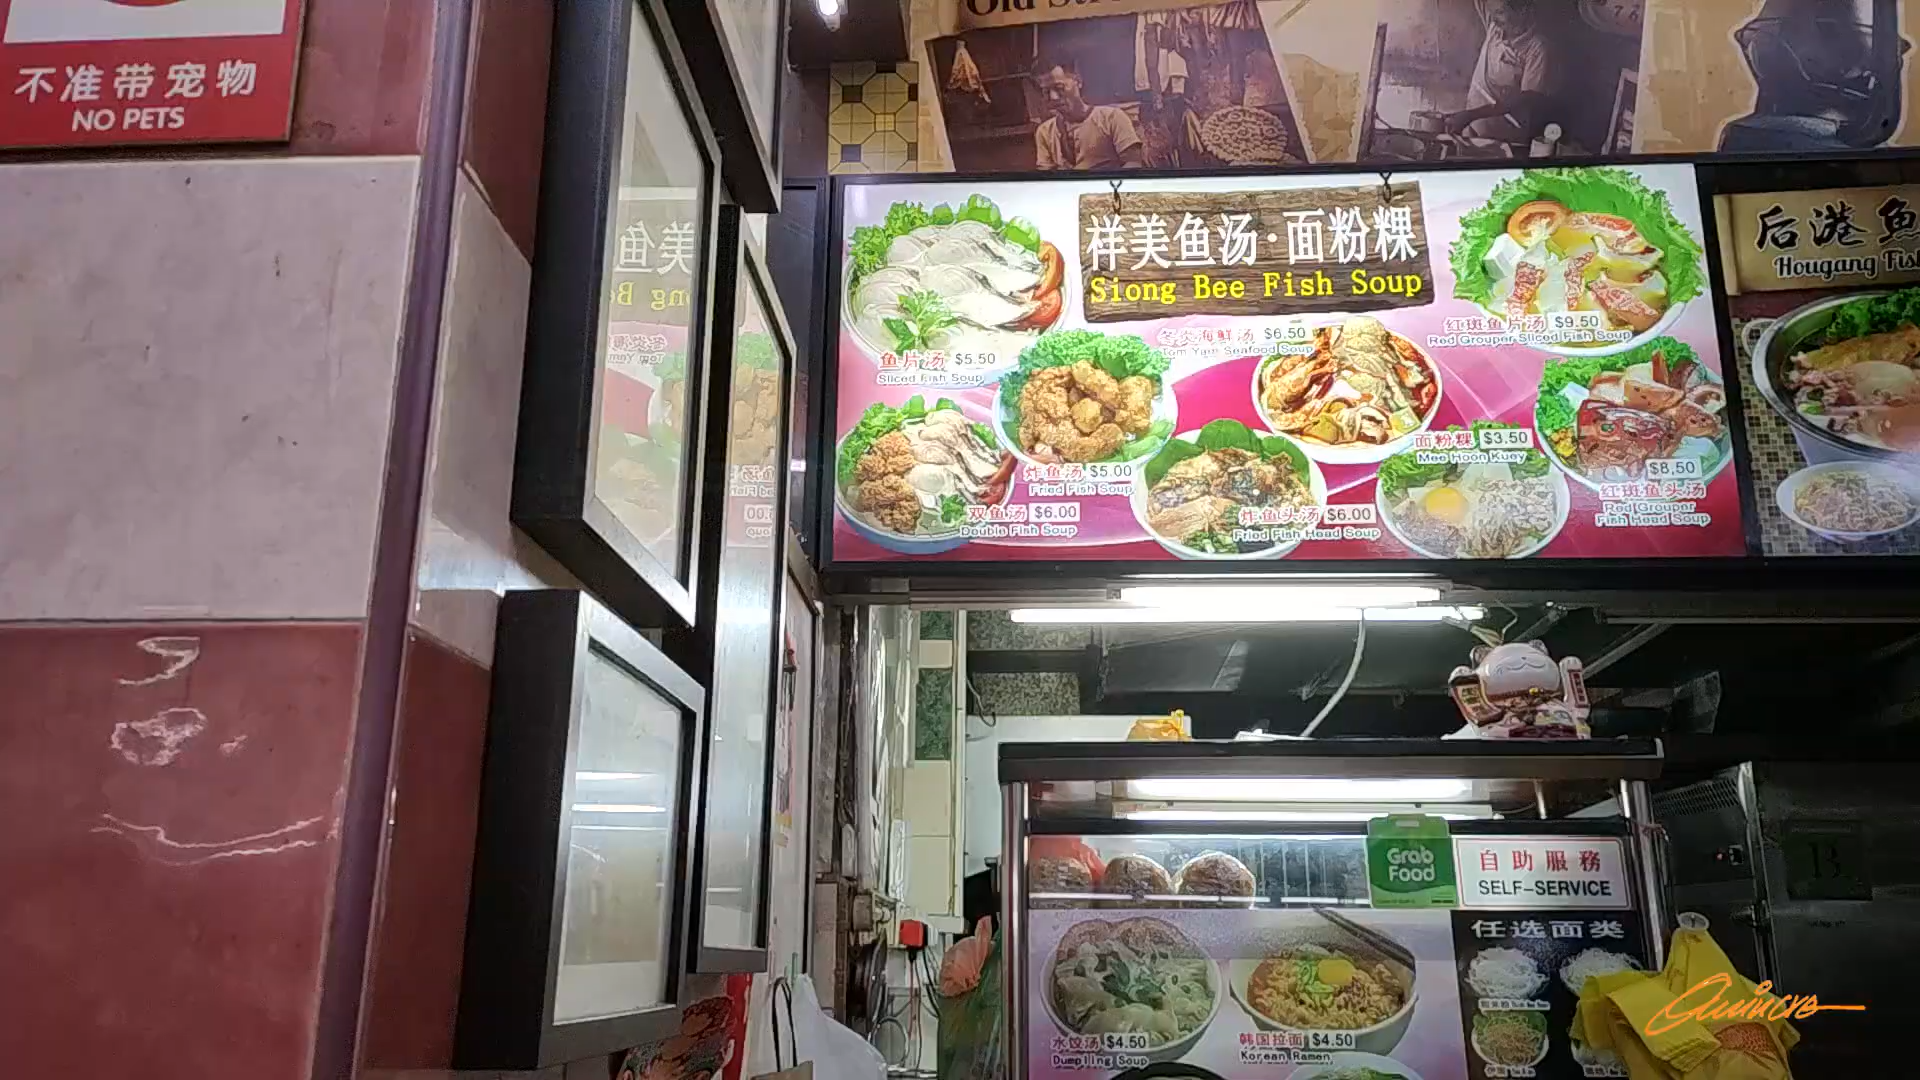 不准带宠物
NO PETS
Old
祥美鱼汤·面粉粿
Siong Bee Fish Soup
鱼片汤 $5.50
Sliced Fish Soup
冬炎海鲜汤 $6.50
Tom Yam Seafood Soup
红斑鱼片汤 $9.50
Red Grouper Sliced Fish Soup
炸鱼汤 $5.00
Fried Fish Soup
双鱼汤 $6.00
Double Fish Soup
炸鱼头汤 $6.00
Fried Fish Head Soup
面粉粿 $3.50
Mee Hoon Kuey
$8,50
红斑鱼头汤
Red Grouper
Fish Head Soup
后港鱼
Hougang Fis
Grab
Food
自助服務
SELF-SERVICE
任选面类
水饺汤 $4.50
Dumpling Soup
韩国拉面 $4.50
Korean Ramen
Quincye